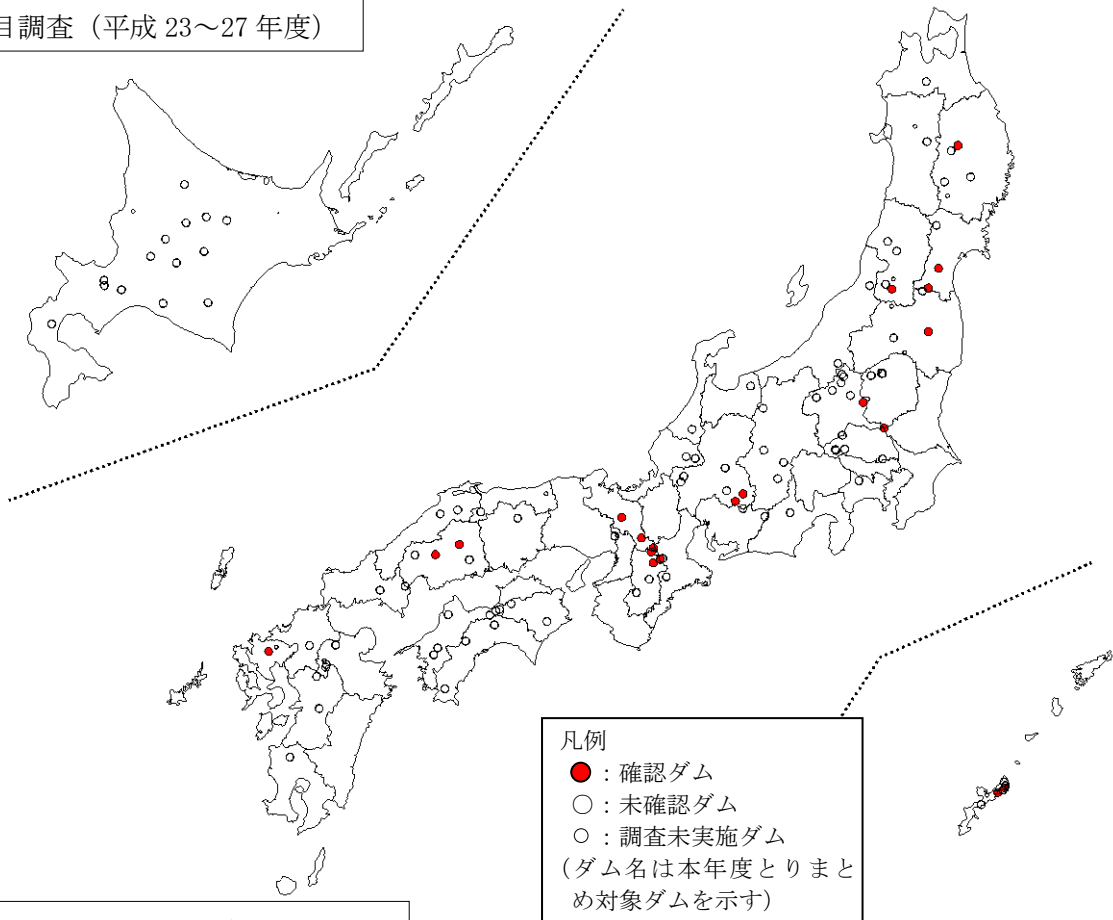 目調査（平成 23～27 年度）
凡例
：確認ダム
：未確認ダム
：調査未実施ダム
(ダム名は本年度とりまと
め対象ダムを示す)